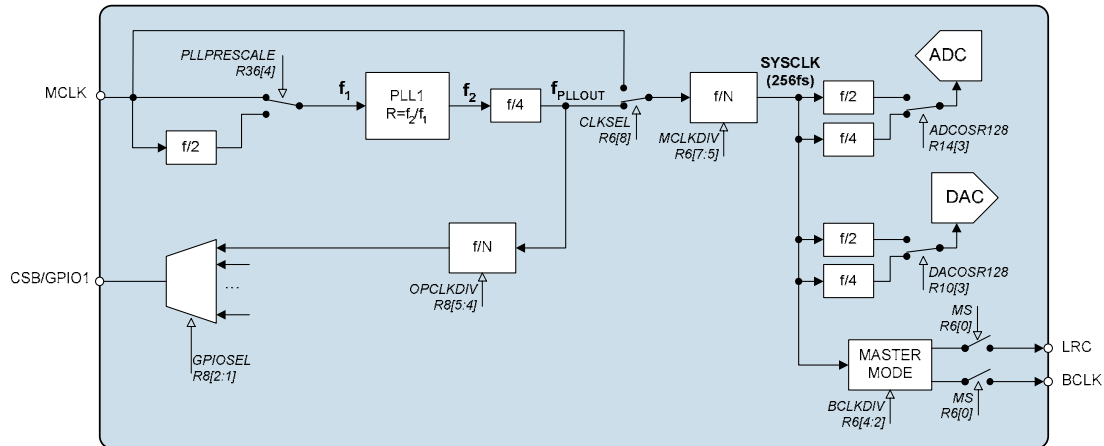 PLLPRESCALE
R36[4]
MCLK
f/2
f1
PLL1
R=f2/f1
f2
f/4
fPLLOUT
CLKSEL
R6[8]
f/N
MCLKDIV
R6[7:5]
SYSCLK
(256fs)
f/2
f/4
ADC
ADCOSR128
R14[3]
DAC
f/2
f/4
DACOSR128
R10[3]
CSB/GPIO1
...
GPIOSEL
R8[2:1]
f/N
OPCLKDIV
R8[5:4]
MASTER
MODE
BCLKDIV
R6[4:2]
MS
R6[0]
LRC
BCLK
MS
R6[0]